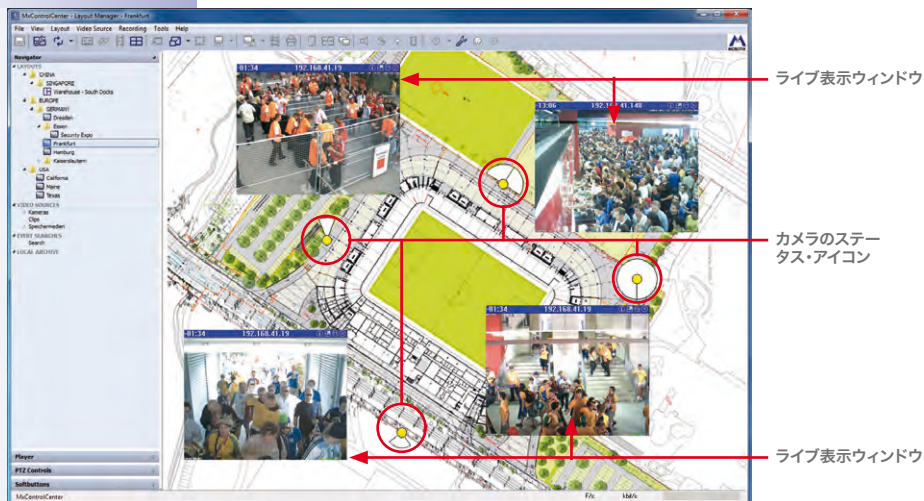 MxControlCenter - Layout Manager - Frankfurt
File View Layout Video Source Recording Tools Help
MOBOTIX
Navigator
LAYOUTS
CHINA
SINGAPORE
Warehouse - South Docks
EUROPE
GERMANY
Dresden
Essen
Security Expo
Frankfurt
Hamburg
Kaiserslautern
USA
California
Maine
Texas
VIDEO SOURCES
Kameras
Clips
Speichermedien
EVENT SEARCHES
Search
LOCAL ARCHIVE
-01:34 192.168.41.19
-13:06 192.168.41.148
-01:34 192.168.41.19
-01:34 192.168.41.19
ライブ表示ウィンドウ
カメラのステー
タス・アイコン
ライブ表示ウィンドウ
Player
PTZ Controls
Softbuttons
MxControlCenter
F/s kbit/s